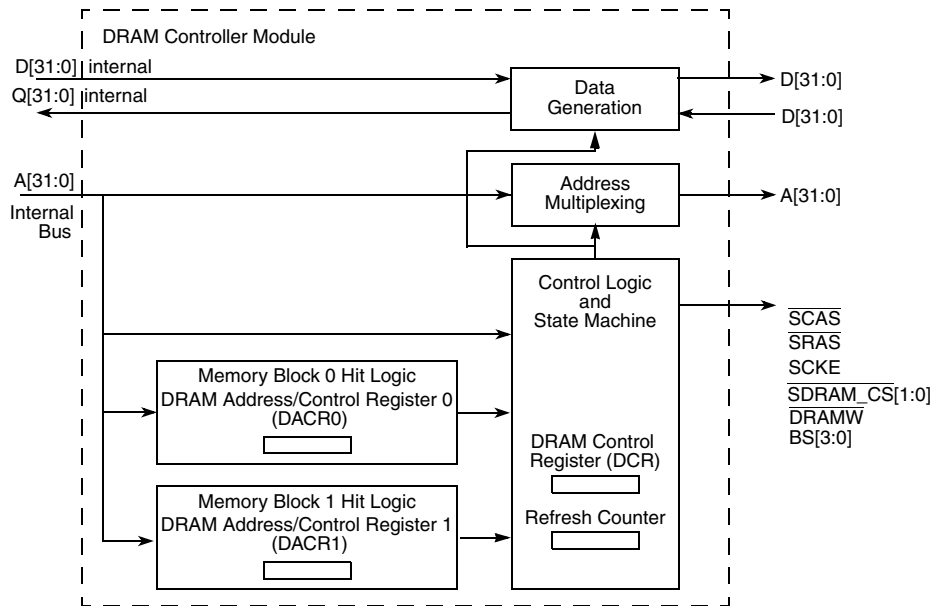 DRAM Controller Module
D[31:0] internal
Q[31:0] internal
Data
Generation
D[31:0]
D[31:0]
A[31:0]
Internal
Bus
Address
Multiplexing
A[31:0]
Control Logic
and
State Machine
SCAS
SRAS
SCKE
SDRAM_CS[1:0]
DRAMW
BS[3:0]
Memory Block 0 Hit Logic
DRAM Address/Control Register 0
(DACR0)
DRAM Control
Register (DCR)
Refresh Counter
Memory Block 1 Hit Logic
DRAM Address/Control Register 1
(DACR1)